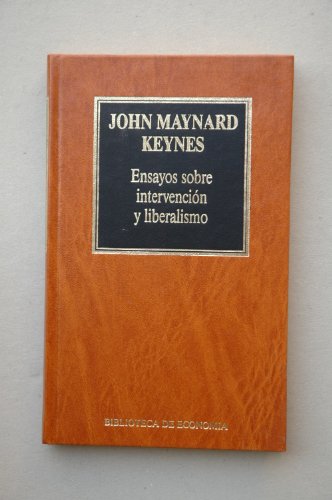 JOHN MAYNARD
KEYNES
Ensayos sobre
intervención
y liberalismo
BIBLIOTECA DE ECONOMIA